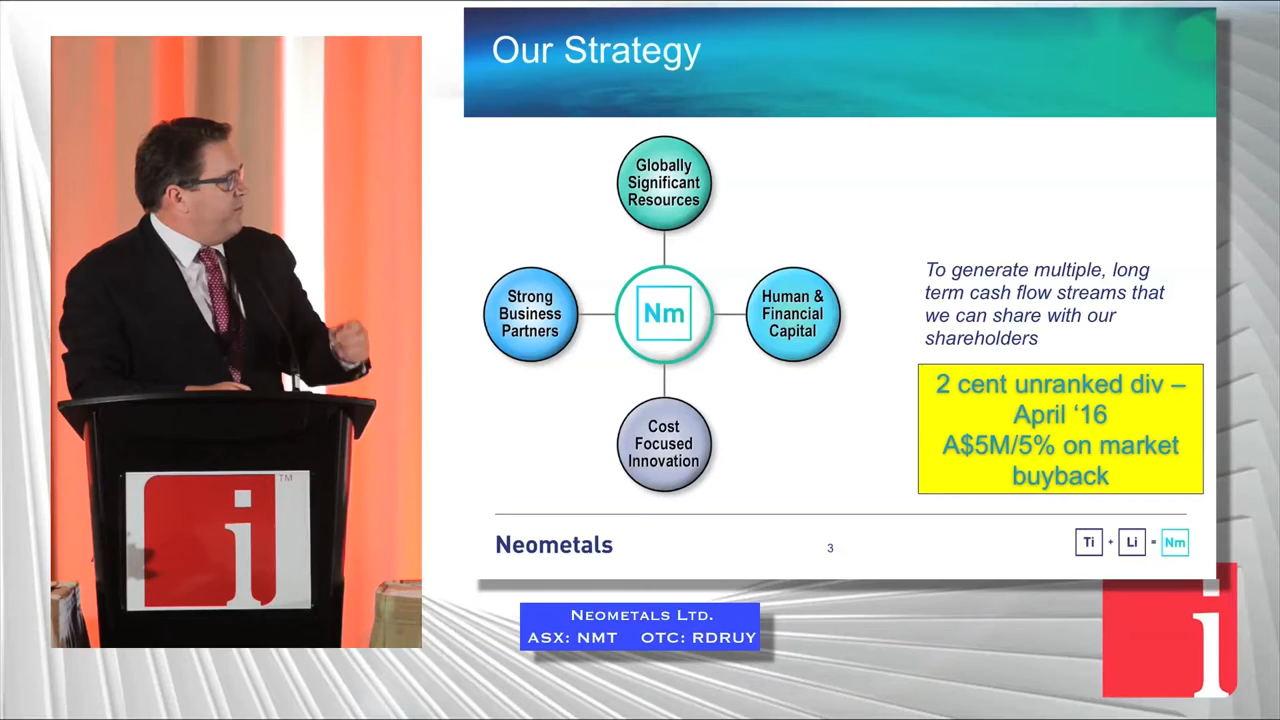 Our Strategy
Globally
Significant
Resources
Strong
Business
Partners
Nm
Human &
Financial
Capital
Cost
Focused
Innovation
To generate multiple, long
term cash flow streams that
we can share with our
shareholders
2 cent unranked div –
April ‘16
A$5M/5% on market
buyback
Neometals
3
Ti + Li = Nm
i
TM
i
Neometals Ltd.
ASX: NMT OTC: RDRUY